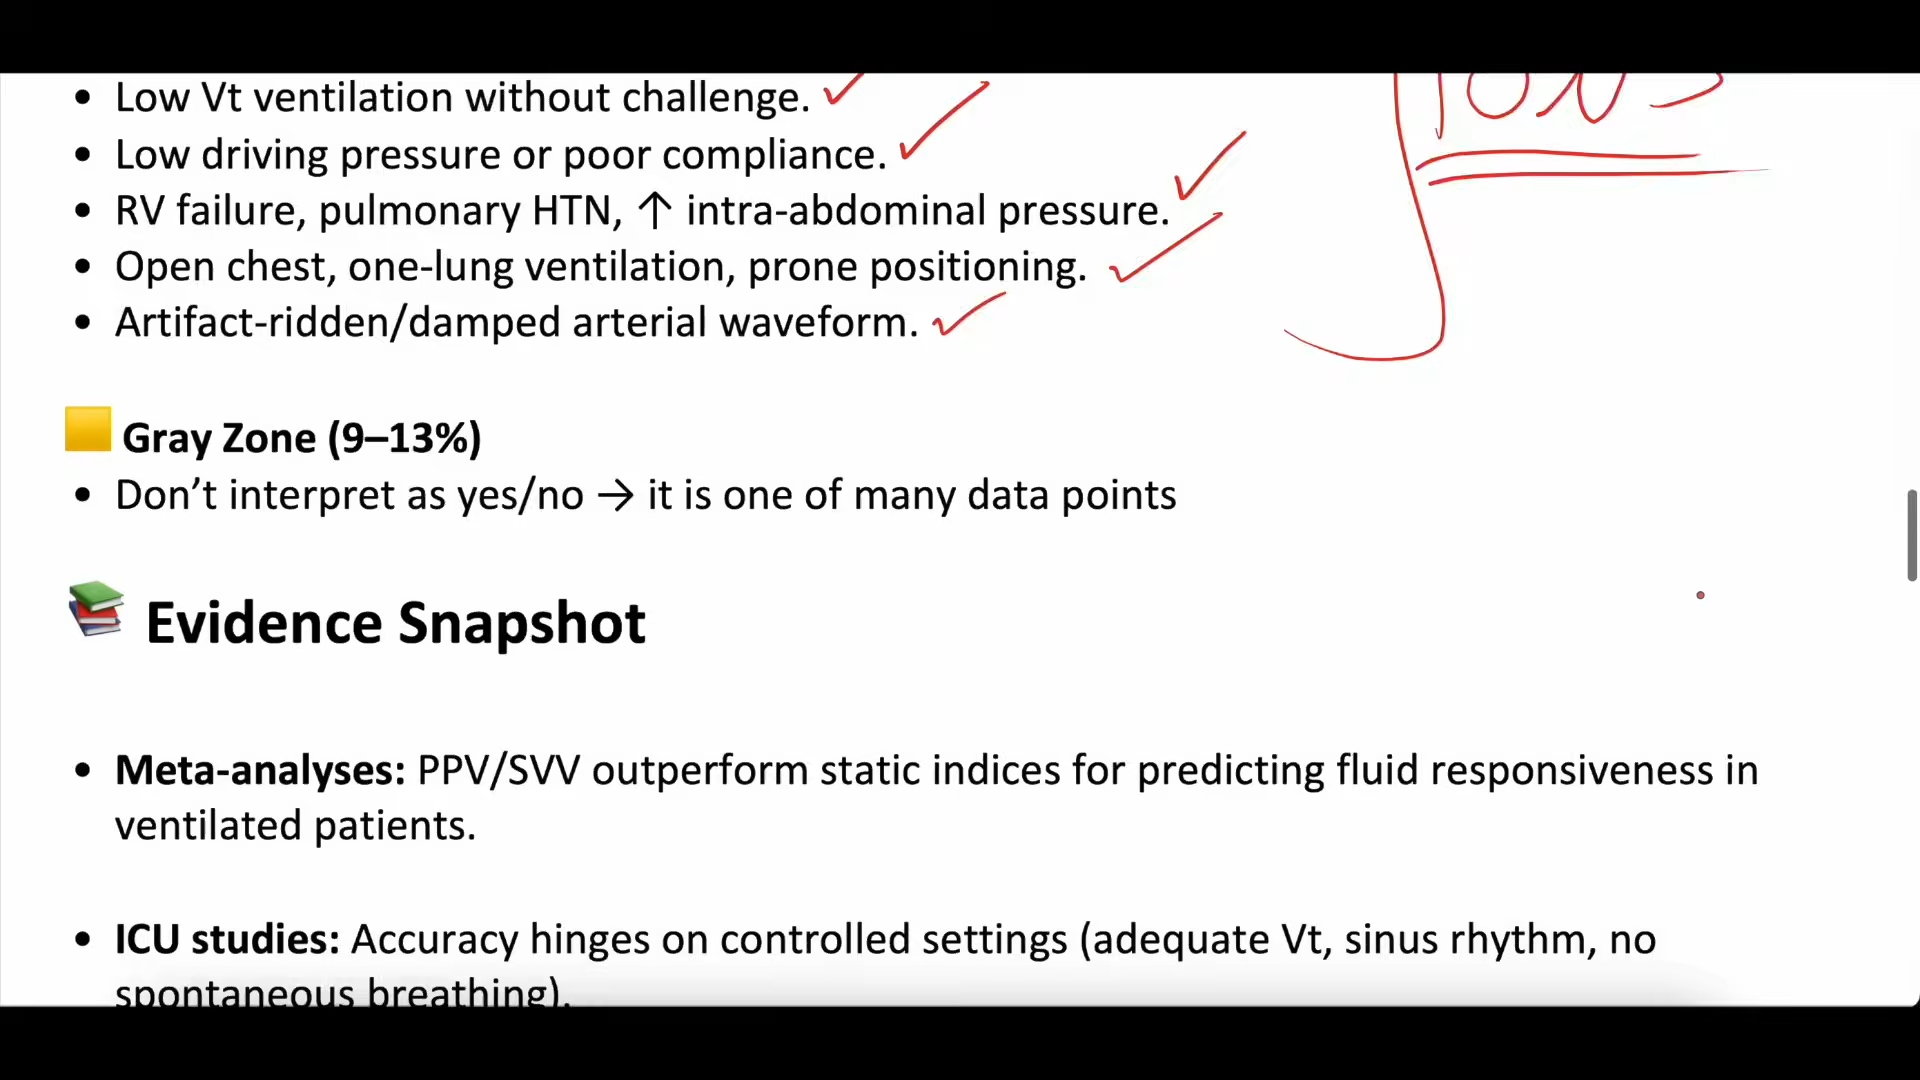 • Low Vt ventilation without challenge.
• Low driving pressure or poor compliance.
• RV failure, pulmonary HTN, ↑ intra-abdominal pressure.
• Open chest, one-lung ventilation, prone positioning.
• Artifact-ridden/damped arterial waveform.
Gray Zone (9–13%)
• Don’t interpret as yes/no → it is one of many data points
Evidence Snapshot
• Meta-analyses: PPV/SVV outperform static indices for predicting fluid responsiveness in
ventilated patients.
• ICU studies: Accuracy hinges on controlled settings (adequate Vt, sinus rhythm, no
spontaneous breathing).